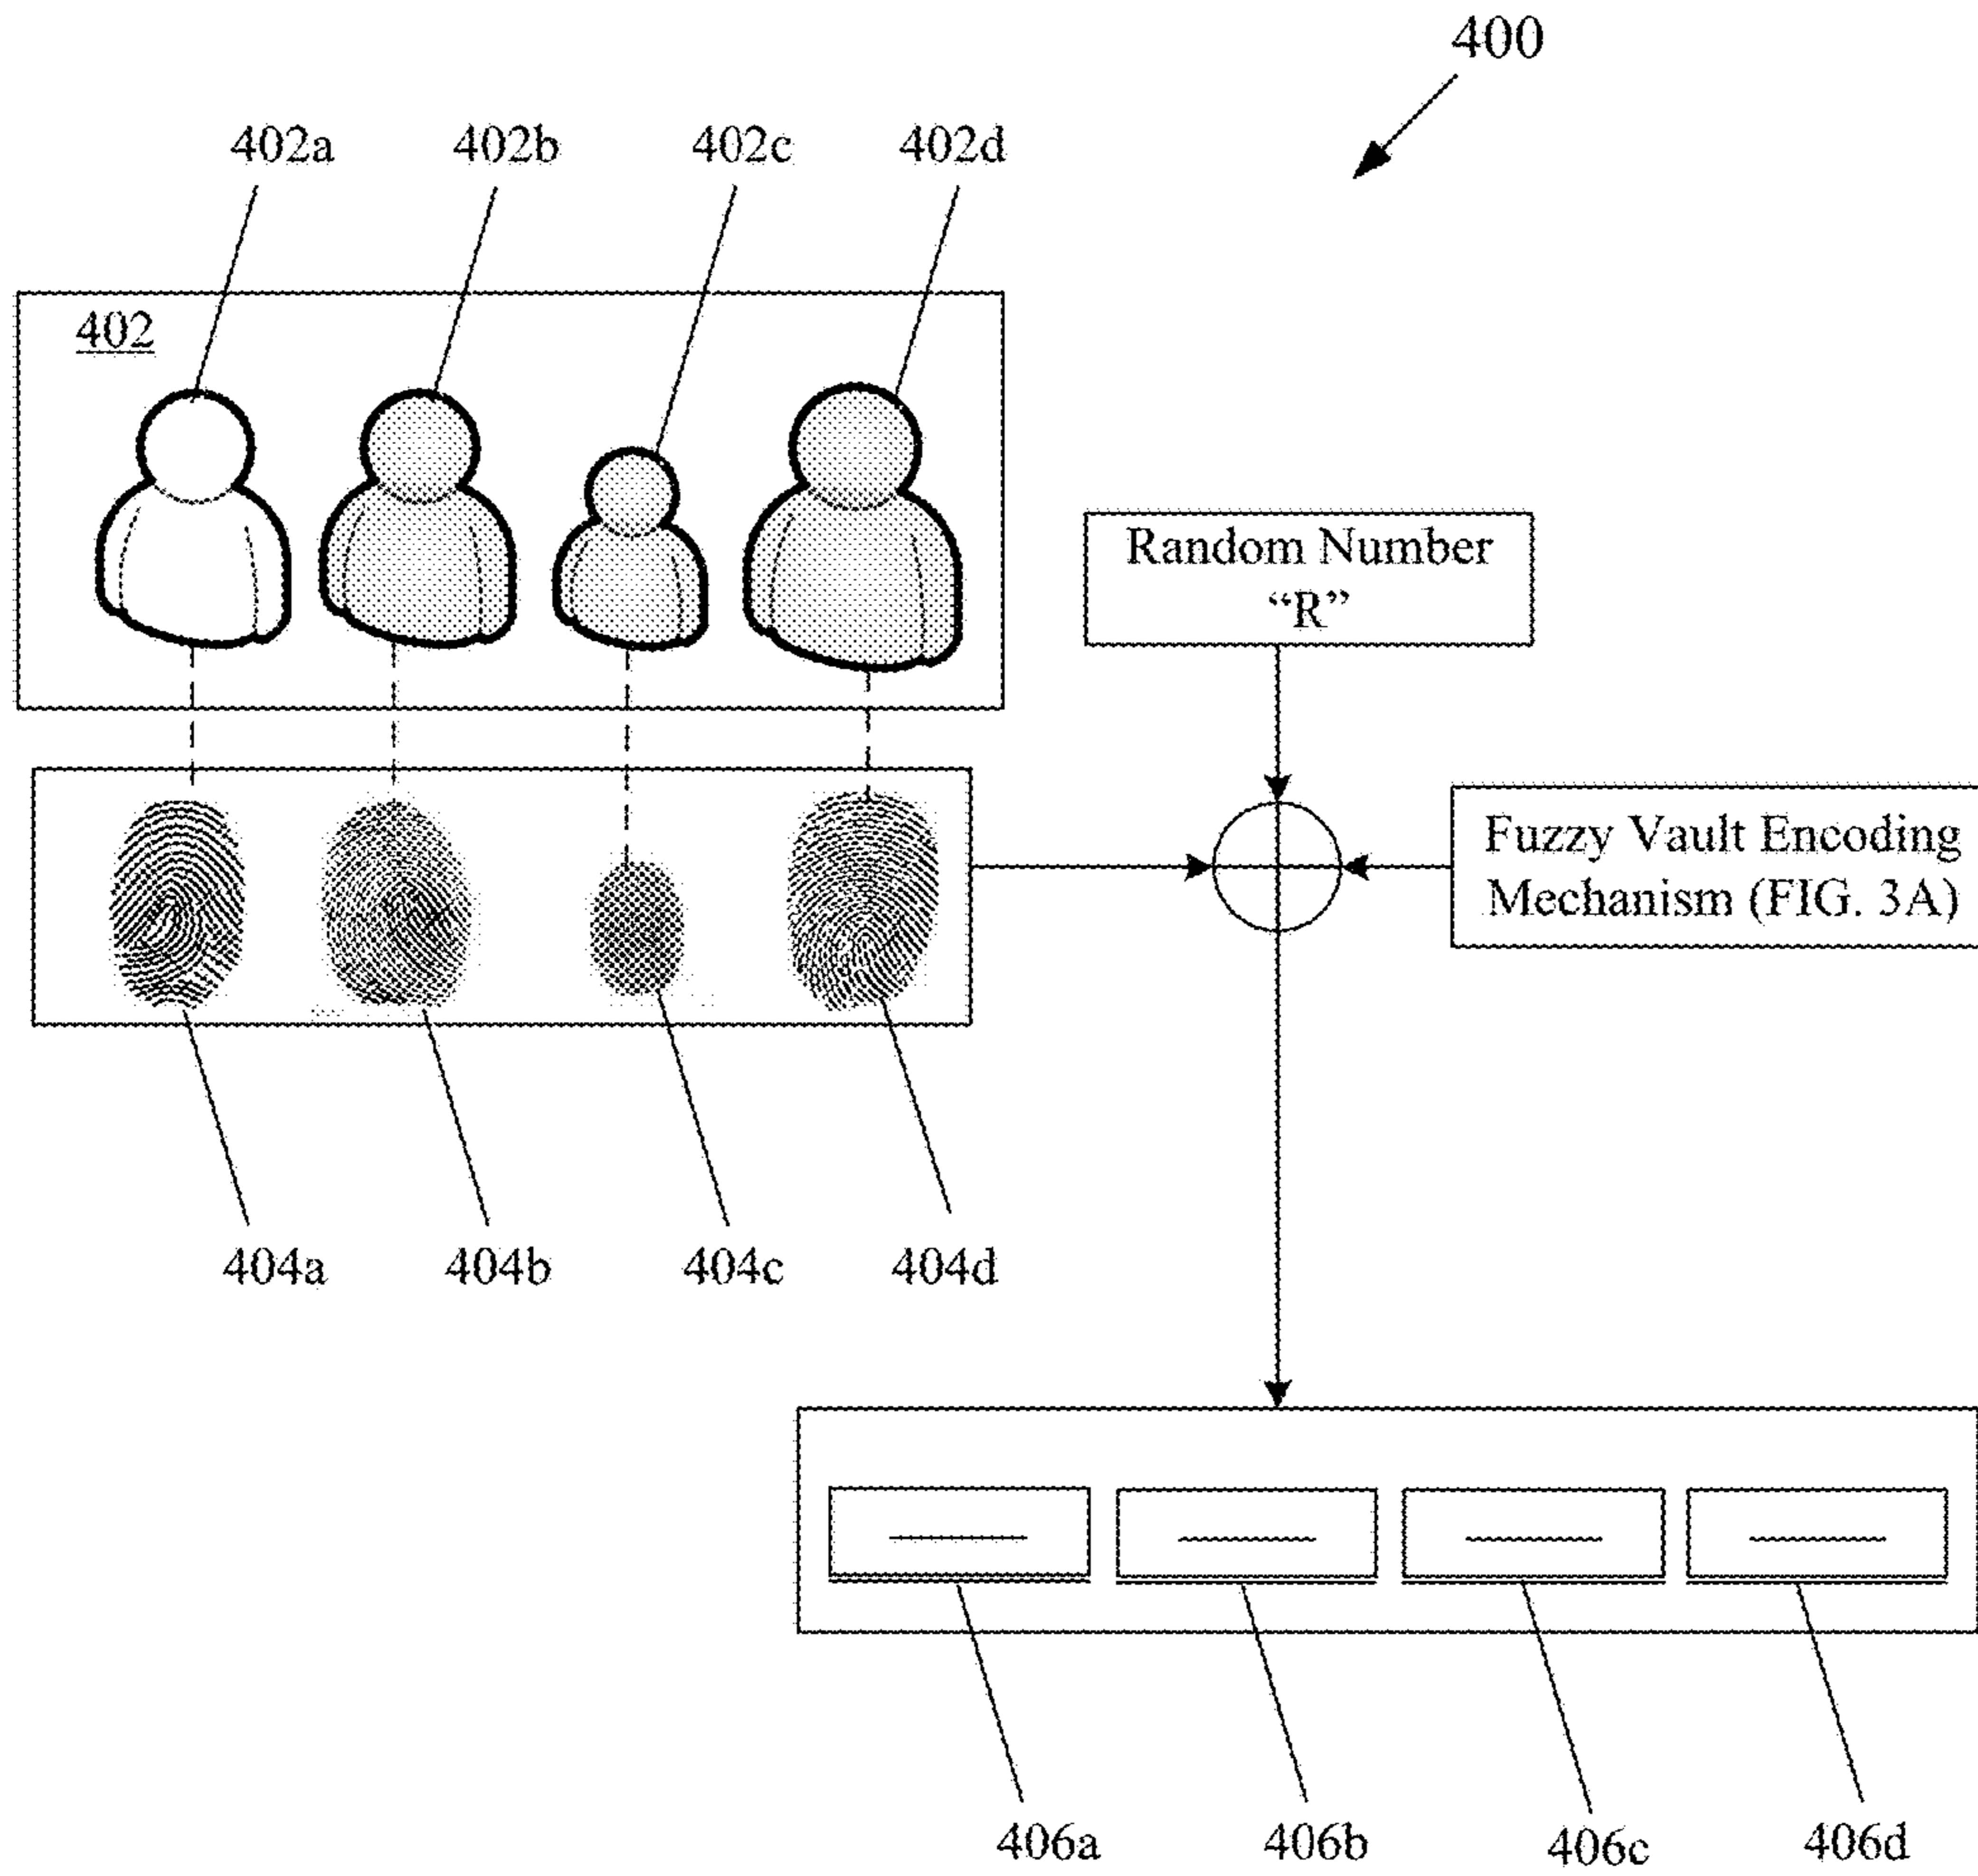 400
402a 402b 402c 402d
402
Random Number
“R”
Fuzzy Vault Encoding
Mechanism (FIG. 3A)
404a 404b 404c 404d
406a 406b 406c 406d